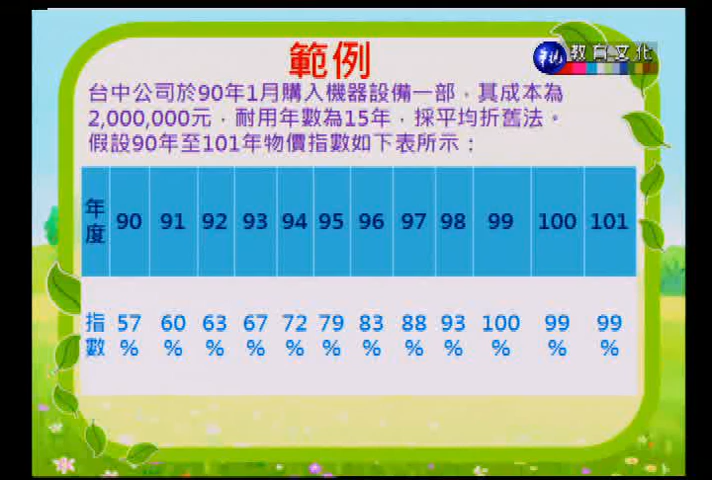 範例
華視 教育文化
台中公司於90年1月購入機器設備一部，其成本為
2,000,000元，耐用年數為15年，採平均折舊法。
假設90年至101年物價指數如下表所示：
年度 90 91 92 93 94 95 96 97 98 99 100 101
指數 57% 60% 63% 67% 72% 79% 83% 88% 93% 100% 99% 99%